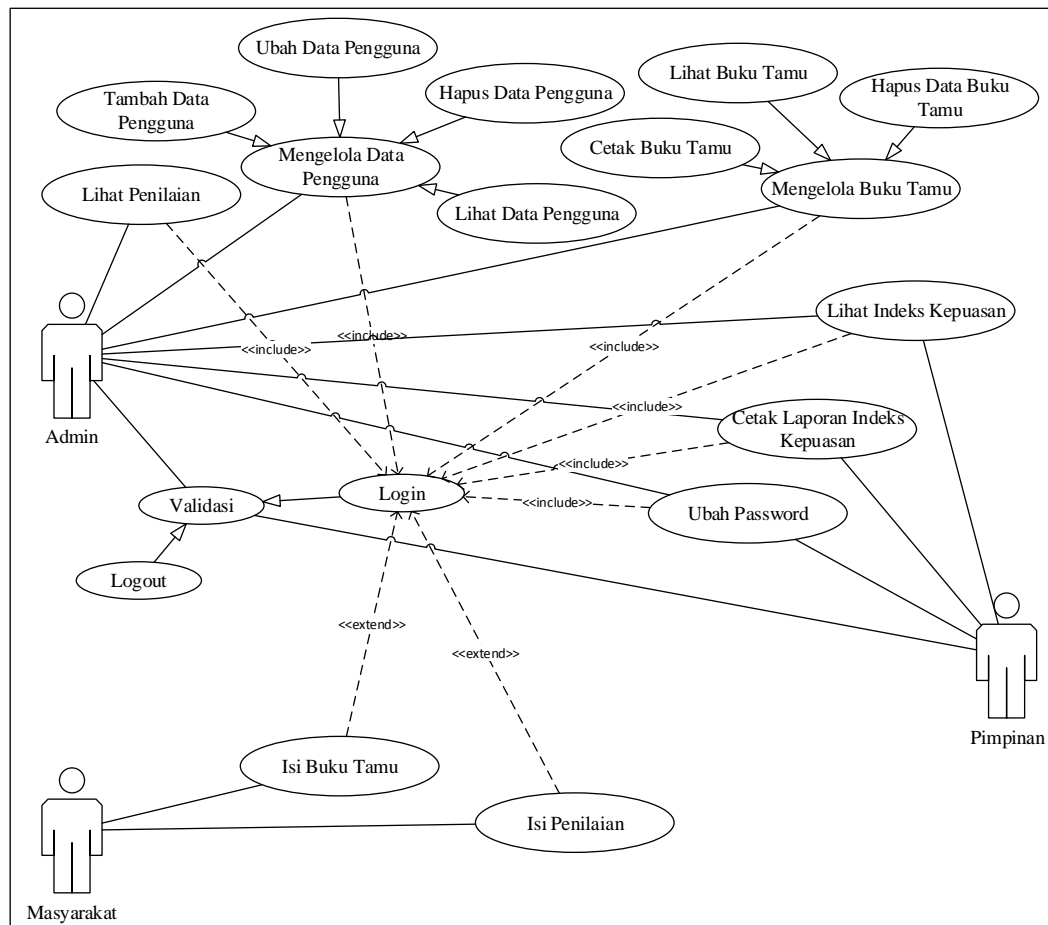 Ubah Data Pengguna
Lihat Buku Tamu
Tambah Data
Pengguna
Hapus Data Pengguna
Hapus Data Buku
Tamu
Cetak Buku Tamu
Mengelola Data
Pengguna
Lihat Penilaian
Mengelola Buku Tamu
Lihat Data Pengguna
Lihat Indeks Kepuasan
<<include>>
<<include>>
<<include>>
<<include>>
Admin
Cetak Laporan Indeks
Kepuasan
<<include>>
Login
<<include>>
Validasi
Ubah Password
Logout
<<extend>>
<<extend>>
Pimpinan
Isi Buku Tamu
Isi Penilaian
Masyarakat